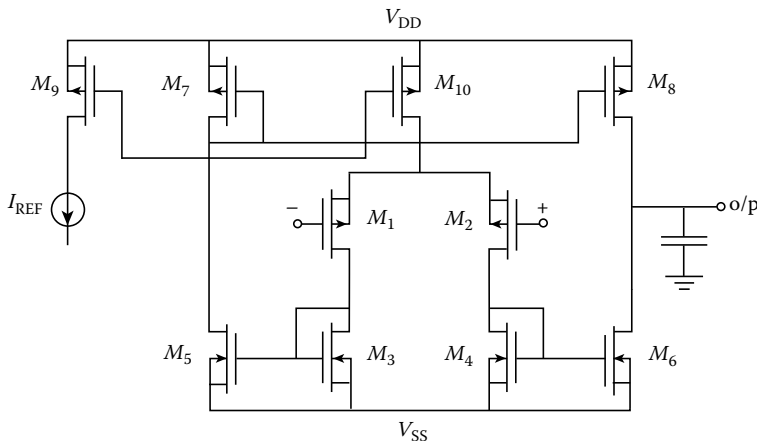 V_DD
M_9
M_7
M_10
M_8
I_REF
−
M_1
M_2
+
o/p
M_5
M_3
M_4
M_6
V_SS